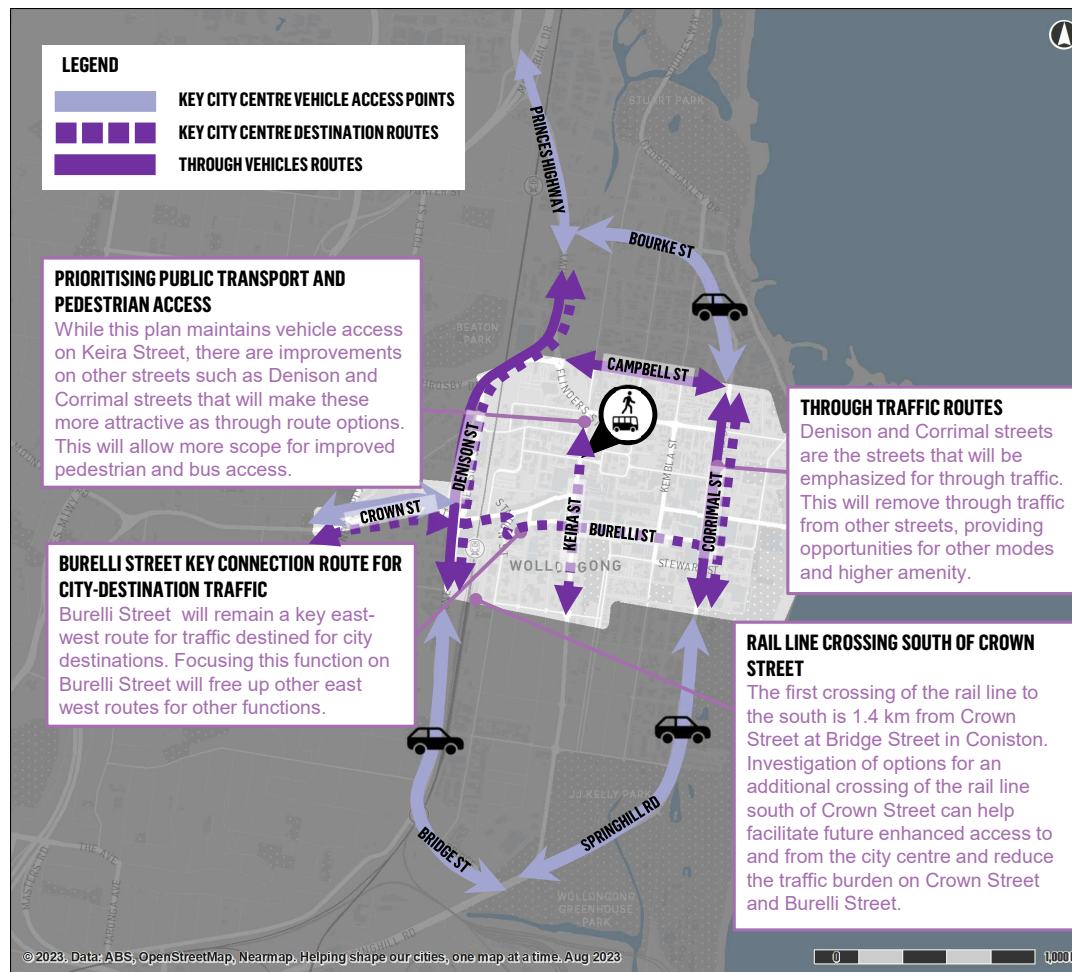 LEGEND
KEY CITY CENTRE VEHICLE ACCESS POINTS
KEY CITY CENTRE DESTINATION ROUTES
THROUGH VEHICLES ROUTES
PRINCES HIGHWAY
STUART PARK
BOURKE ST
PRIORITISING PUBLIC TRANSPORT AND
PEDESTRIAN ACCESS
While this plan maintains vehicle access
on Keira Street, there are improvements
on other streets such as Denison and
Corrimal streets that will make these
more attractive as through route options.
This will allow more scope for improved
pedestrian and bus access.
BEATON
PARK
CAMPBELL ST
FLINDERS
DENISON ST
KEMBLA ST
CORRIMAL ST
CROWN ST
KEIRA ST
BURELLI ST
STEWART ST
WOLLONGONG
THROUGH TRAFFIC ROUTES
Denison and Corrimal streets
are the streets that will be
emphasized for through traffic.
This will remove through traffic
from other streets, providing
opportunities for other modes
and higher amenity.
BURELLI STREET KEY CONNECTION ROUTE FOR
CITY-DESTINATION TRAFFIC
Burelli Street will remain a key east-
west route for traffic destined for city
destinations. Focusing this function on
Burelli Street will free up other east
west routes for other functions.
RAIL LINE CROSSING SOUTH OF CROWN
STREET
The first crossing of the rail line to
the south is 1.4 km from Crown
Street at Bridge Street in Coniston.
Investigation of options for an
additional crossing of the rail line
south of Crown Street can help
facilitate future enhanced access to
and from the city centre and reduce
the traffic burden on Crown Street
and Burelli Street.
JJ KELLY PARK
BRIDGE ST
SPRINGHILL RD
THE AVE
MASTERS RD
TARONGA AVE
WOLLONGONG
GREENHOUSE
PARK
© 2023. Data: ABS, OpenStreetMap, Nearmap. Helping shape our cities, one map at a time. Aug 2023
0
1,000